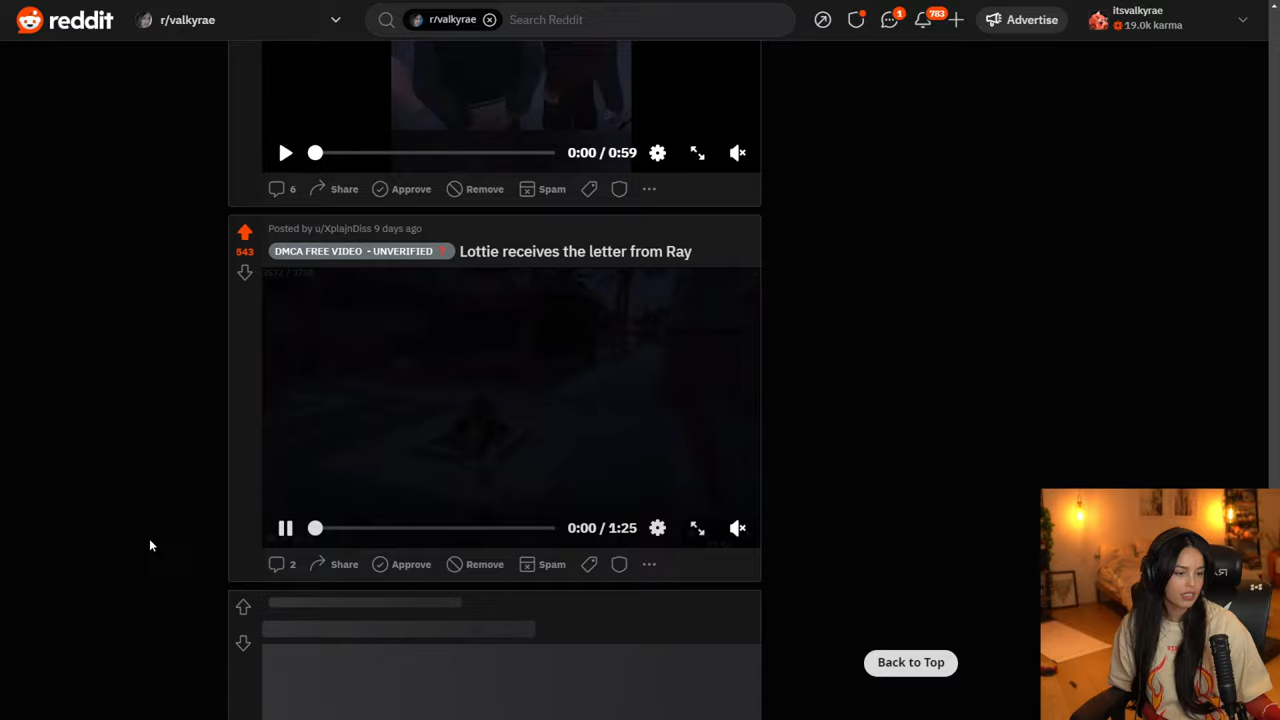 reddit
r/valkyrae
r/valkyrae
Search Reddit
1
783
Advertise
itsvalkyrae
19.0k karma
0:00 / 0:59
6
Share
Approve
Remove
Spam
Posted by u/XplajnDiss 9 days ago
543
DMCA FREE VIDEO - UNVERIFIED❗
Lottie receives the letter from Ray
0:00 / 1:25
2
Share
Approve
Remove
Spam
Back to Top